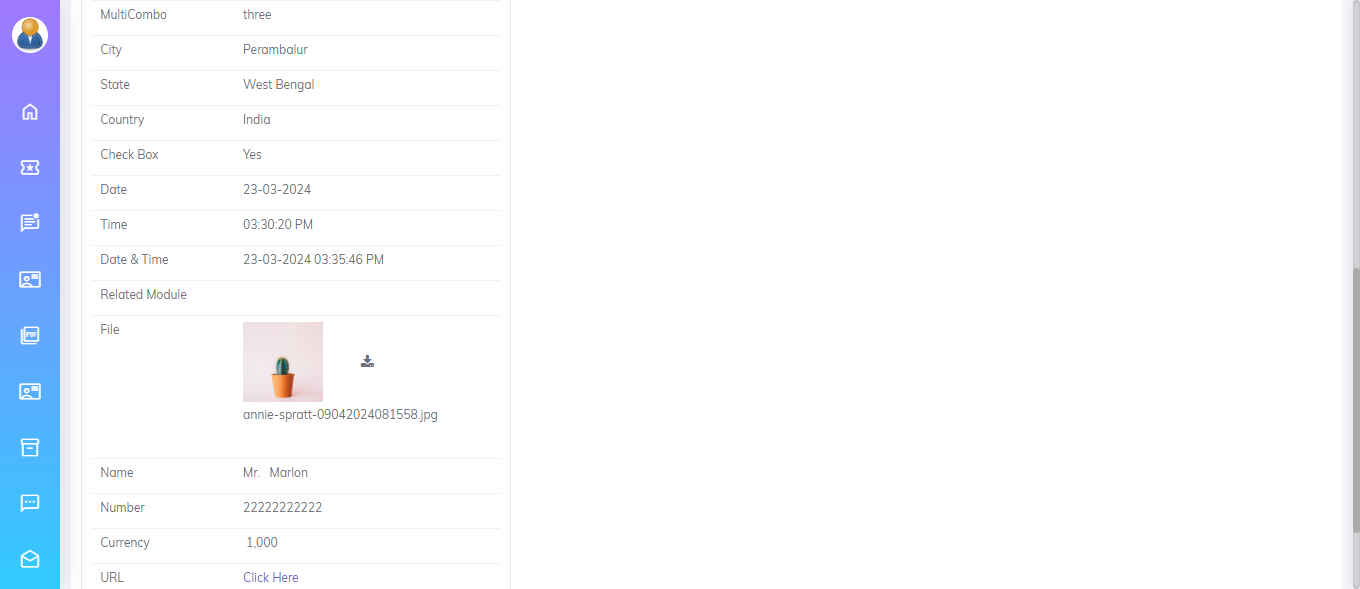 MultiCombo three
City Perambalur
State West Bengal
Country India
Check Box Yes
Date 23-03-2024
Time 03:30:20 PM
Date & Time 23-03-2024 03:35:46 PM
Related Module
File
annie-spratt-09042024081558.jpg
Name Mr. Marlon
Number 22222222222
Currency 1,000
URL Click Here
PDF